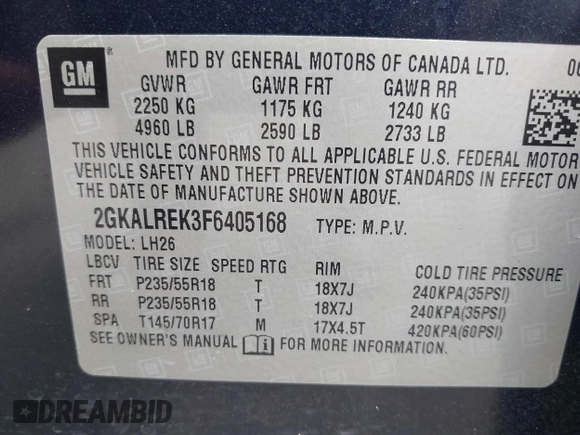 GM
MFD BY GENERAL MOTORS OF CANADA LTD.
GVWR GAWR FRT GAWR RR
2250 KG 1175 KG 1240 KG
4960 LB 2590 LB 2733 LB
THIS VEHICLE CONFORMS TO ALL APPLICABLE U.S. FEDERAL MOTOR
VEHICLE SAFETY AND THEFT PREVENTION STANDARDS IN EFFECT ON
THE DATE OF MANUFACTURE SHOWN ABOVE.
2GKALREK3F6405168 TYPE: M.P.V.
MODEL: LH26
LBCV TIRE SIZE SPEED RTG RIM COLD TIRE PRESSURE
FRT P235/55R18 T 18X7J 240KPA(35PSI)
RR P235/55R18 T 18X7J 240KPA(35PSI)
SPA T145/70R17 M 17X4.5T 420KPA(60PSI)
SEE OWNER'S MANUAL FOR MORE INFORMATION.
DREAMBID